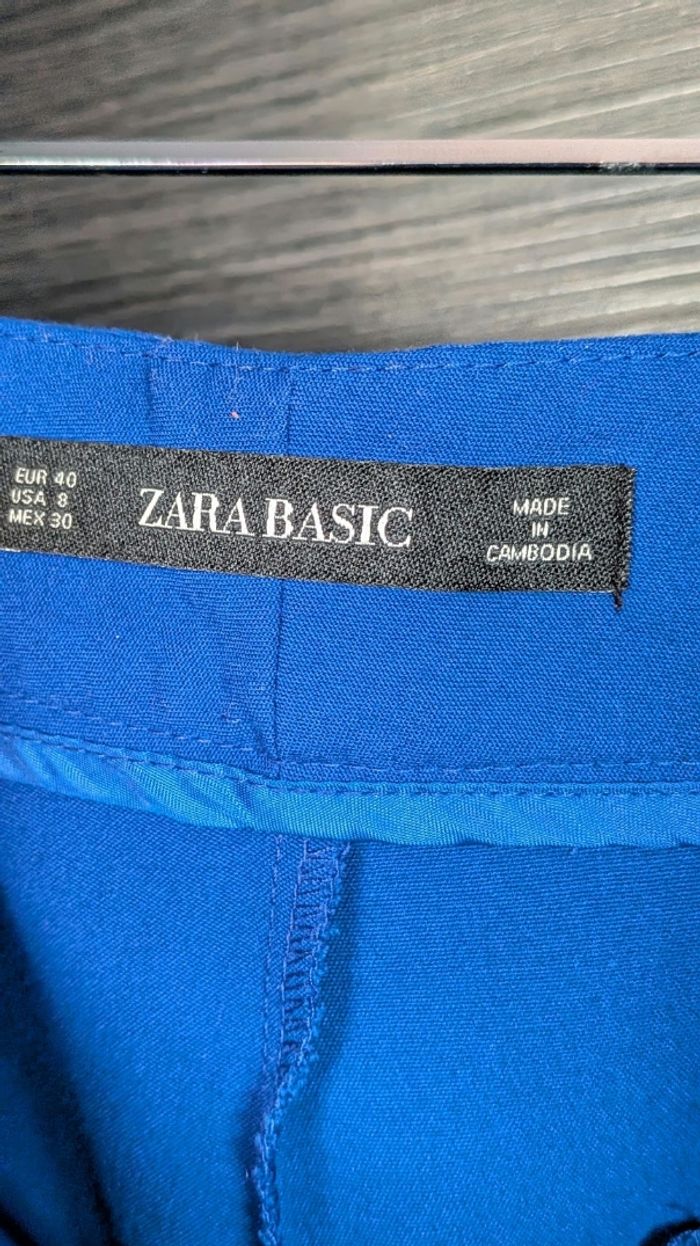 EUR 40
USA 8
MEX 30
ZARA BASIC
MADE
IN
CAMBODIA